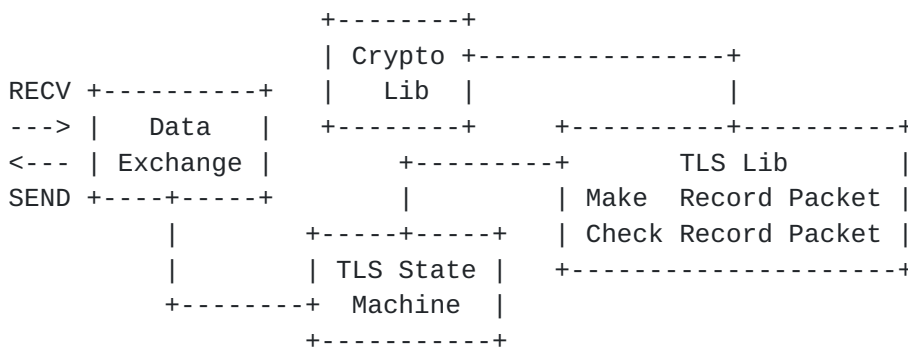 +--------+
              | Crypto +----------------+
RECV +----------+   |   Lib  |                |
---> |   Data   |   +--------+     +----------+----------+
<--- | Exchange |        +---------+       TLS Lib       |
SEND +----+-----+        |         | Make  Record Packet |
          |        +-----+-----+   | Check Record Packet |
          |        | TLS State |   +---------------------+
          +--------+  Machine  |
                   +-----------+